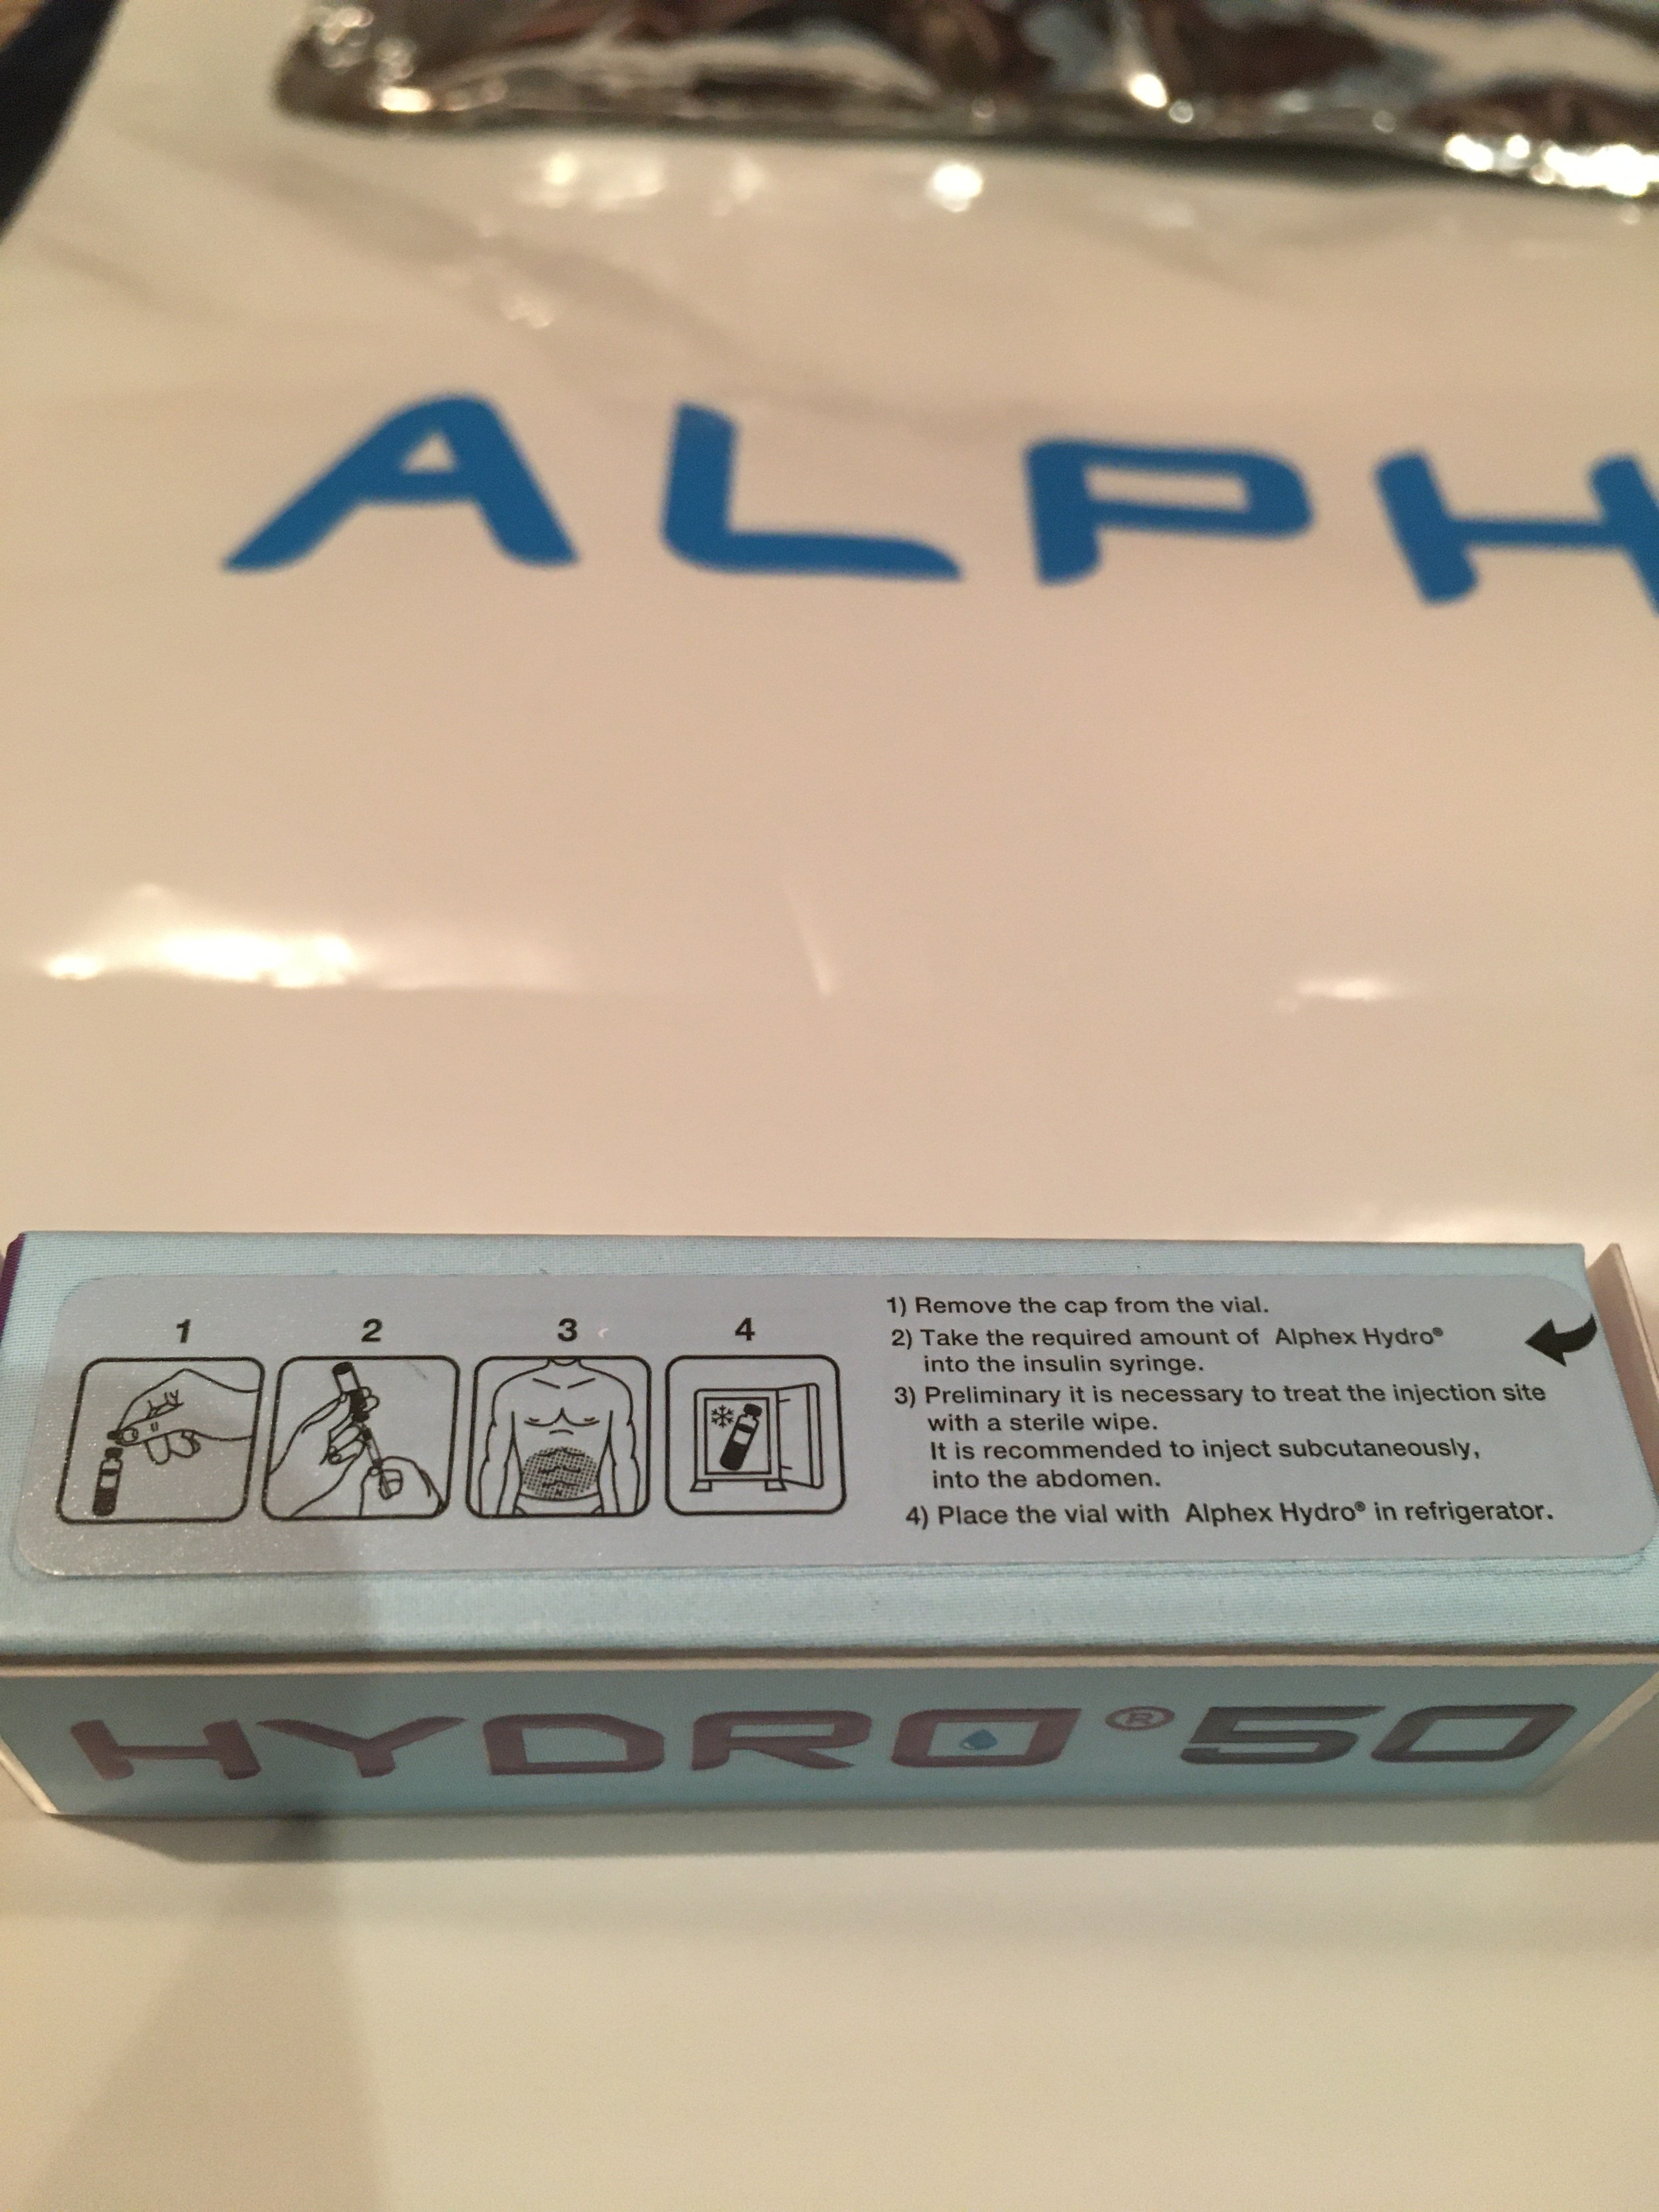 ALPH
1 2 3 4
1) Remove the cap from the vial.
2) Take the required amount of Alphex Hydro®
into the insulin syringe.
3) Preliminary it is necessary to treat the injection site
with a sterile wipe.
It is recommended to inject subcutaneously,
into the abdomen.
4) Place the vial with Alphex Hydro® in refrigerator.
HYDRO® 50